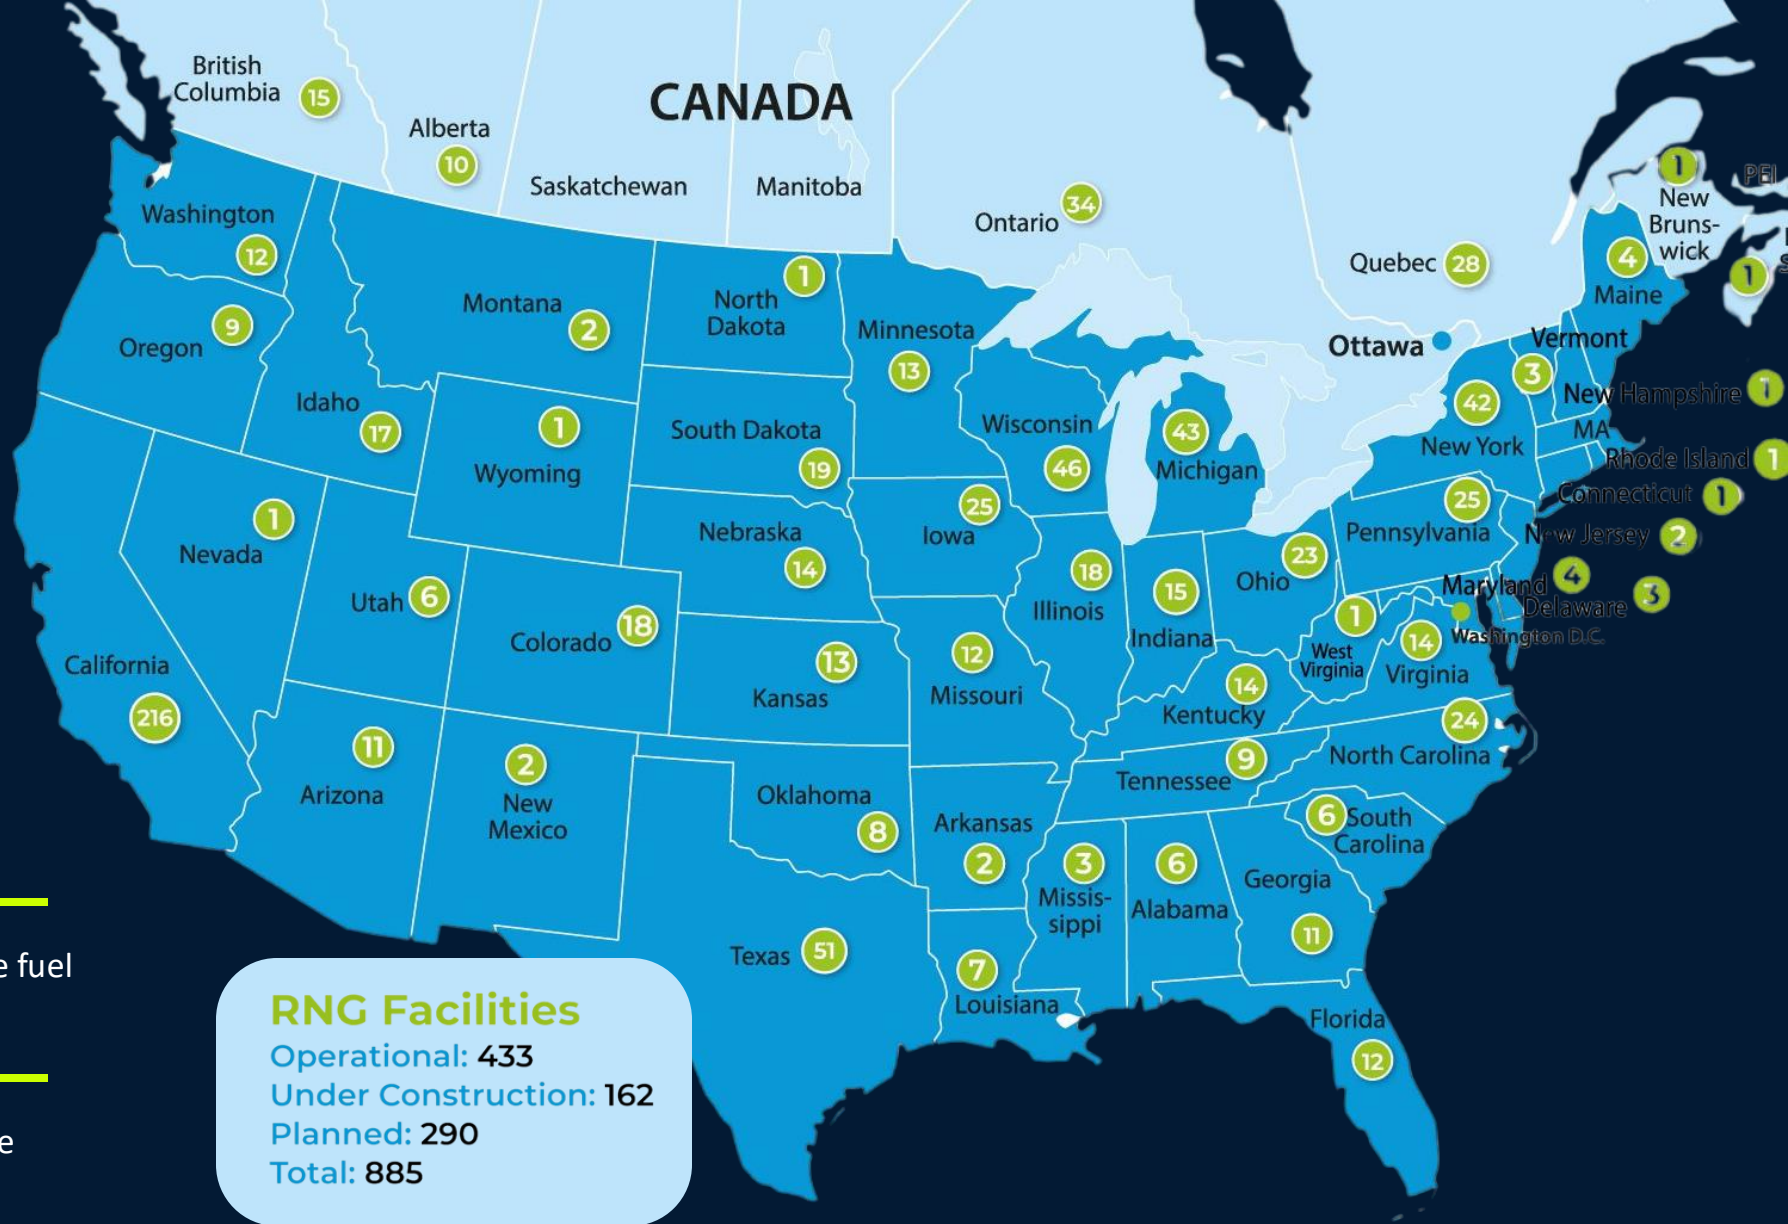 CANADA
British
Columbia
15
Alberta
10
Saskatchewan
Manitoba
Ontario
34
Quebec
28
Ottawa
1
New
Bruns-
wick
PEI
1
Washington
12
Oregon
9
Idaho
17
Montana
2
North
Dakota
1
Minnesota
13
Wisconsin
46
Michigan
43
New York
42
Vermont
3
Maine
4
New Hampshire
1
MA
Rhode Island
1
Connecticut
1
New Jersey
2
Maryland
4
Delaware
3
Washington D.C.
Wyoming
1
South Dakota
19
Nebraska
14
Iowa
25
Illinois
18
Indiana
15
Ohio
23
Pennsylvania
25
West
Virginia
1
Virginia
14
Nevada
1
Utah
6
Colorado
18
Kansas
13
Missouri
12
Kentucky
14
California
216
Arizona
11
New
Mexico
2
Oklahoma
8
Arkansas
2
Tennessee
9
North Carolina
24
South
Carolina
6
Texas
51
Louisiana
7
Missis-
sippi
3
Alabama
6
Georgia
11
Florida
12
e fuel
e
RNG Facilities
Operational: 433
Under Construction: 162
Planned: 290
Total: 885